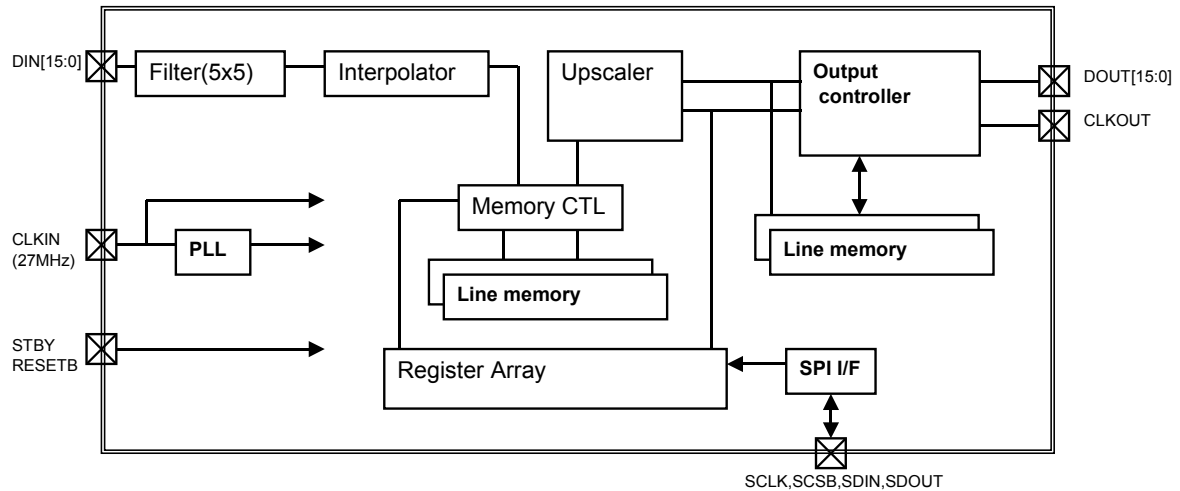 DIN[15:0]
Filter(5x5)
Interpolator
Upscaler
Output
controller
DOUT[15:0]
CLKOUT
Memory CTL
CLKIN
(27MHz)
PLL
Line memory
Line memory
STBY
RESETB
Register Array
SPI I/F
SCLK,SCSB,SDIN,SDOUT